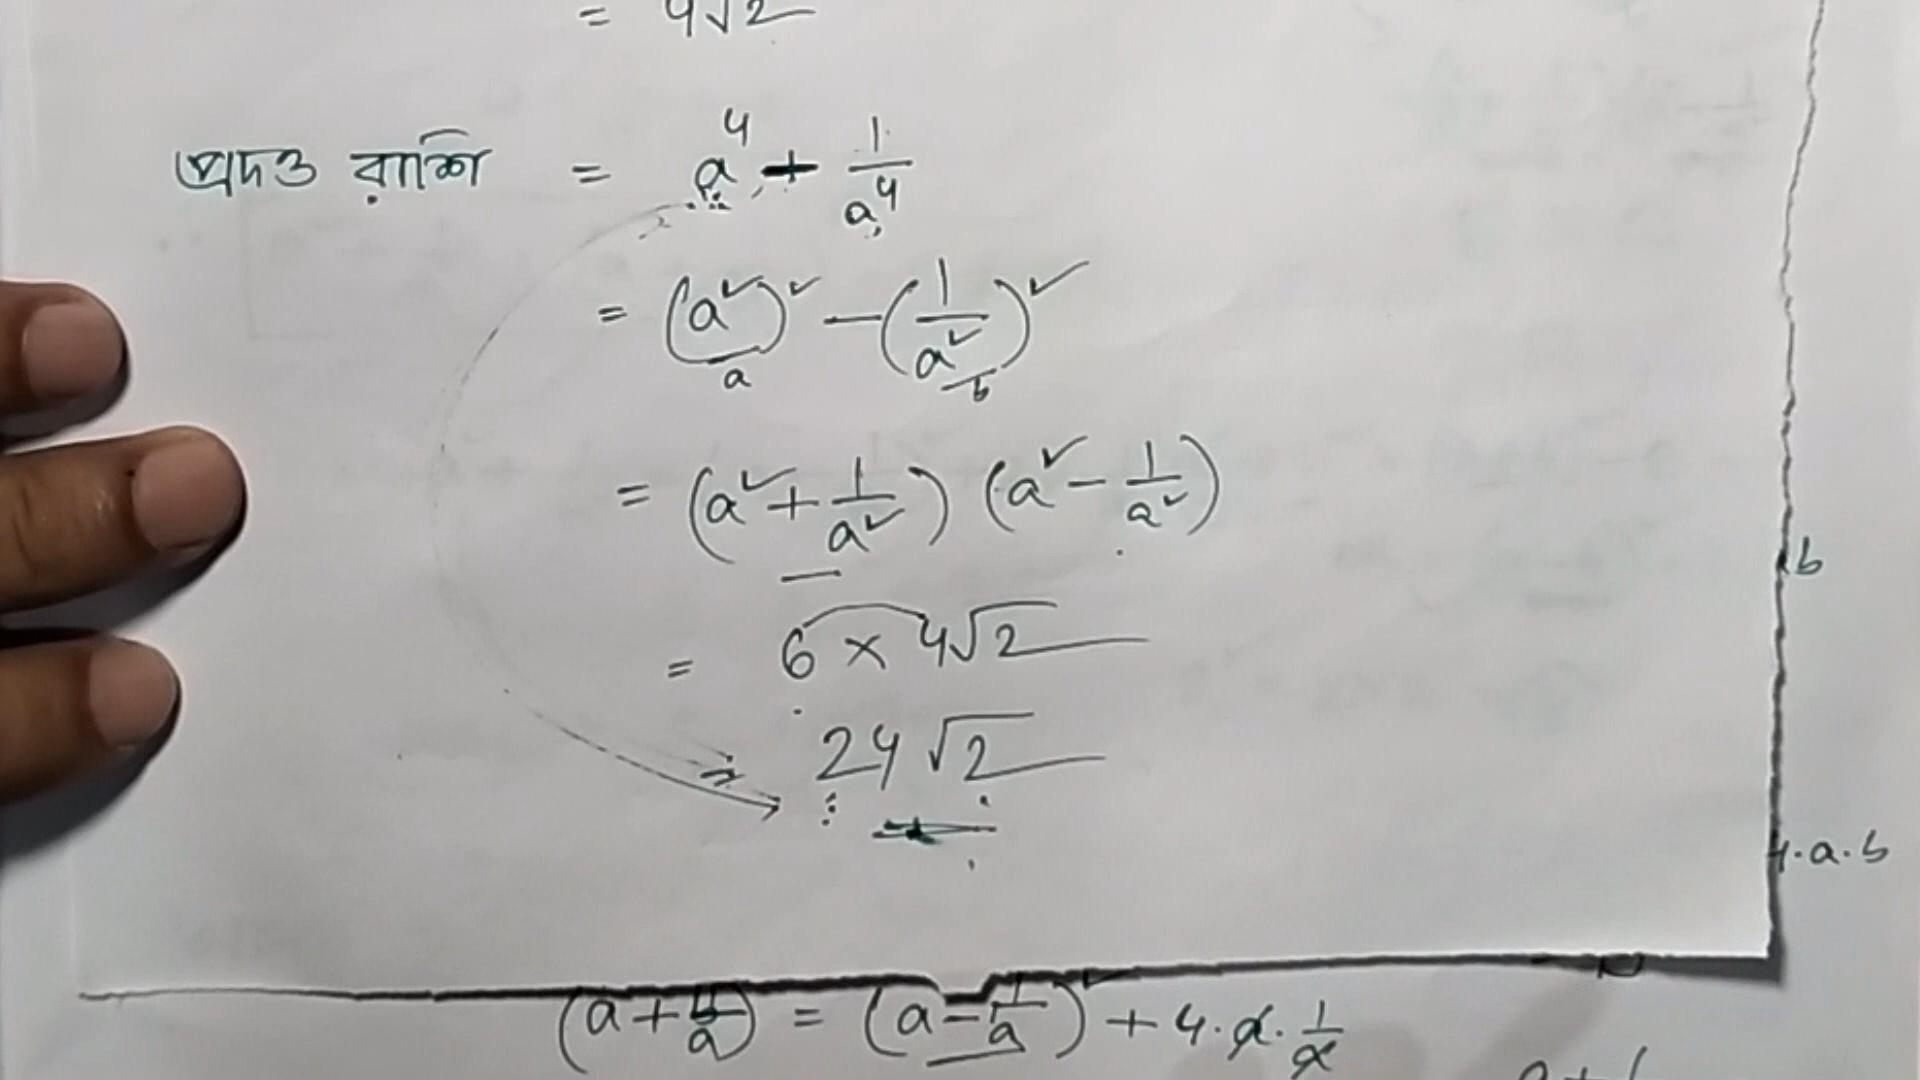 = 4√2
প্রদত্ত রাশি = a⁴ + 1/a⁴
= (a²)² - (1/a²)²
a b
= (a² + 1/a²) (a² - 1/a²)
= 6 × 4√2
= 24√2
b
4.a.b
(a + 1/a) = (a - 1/a)² + 4.a.1/a